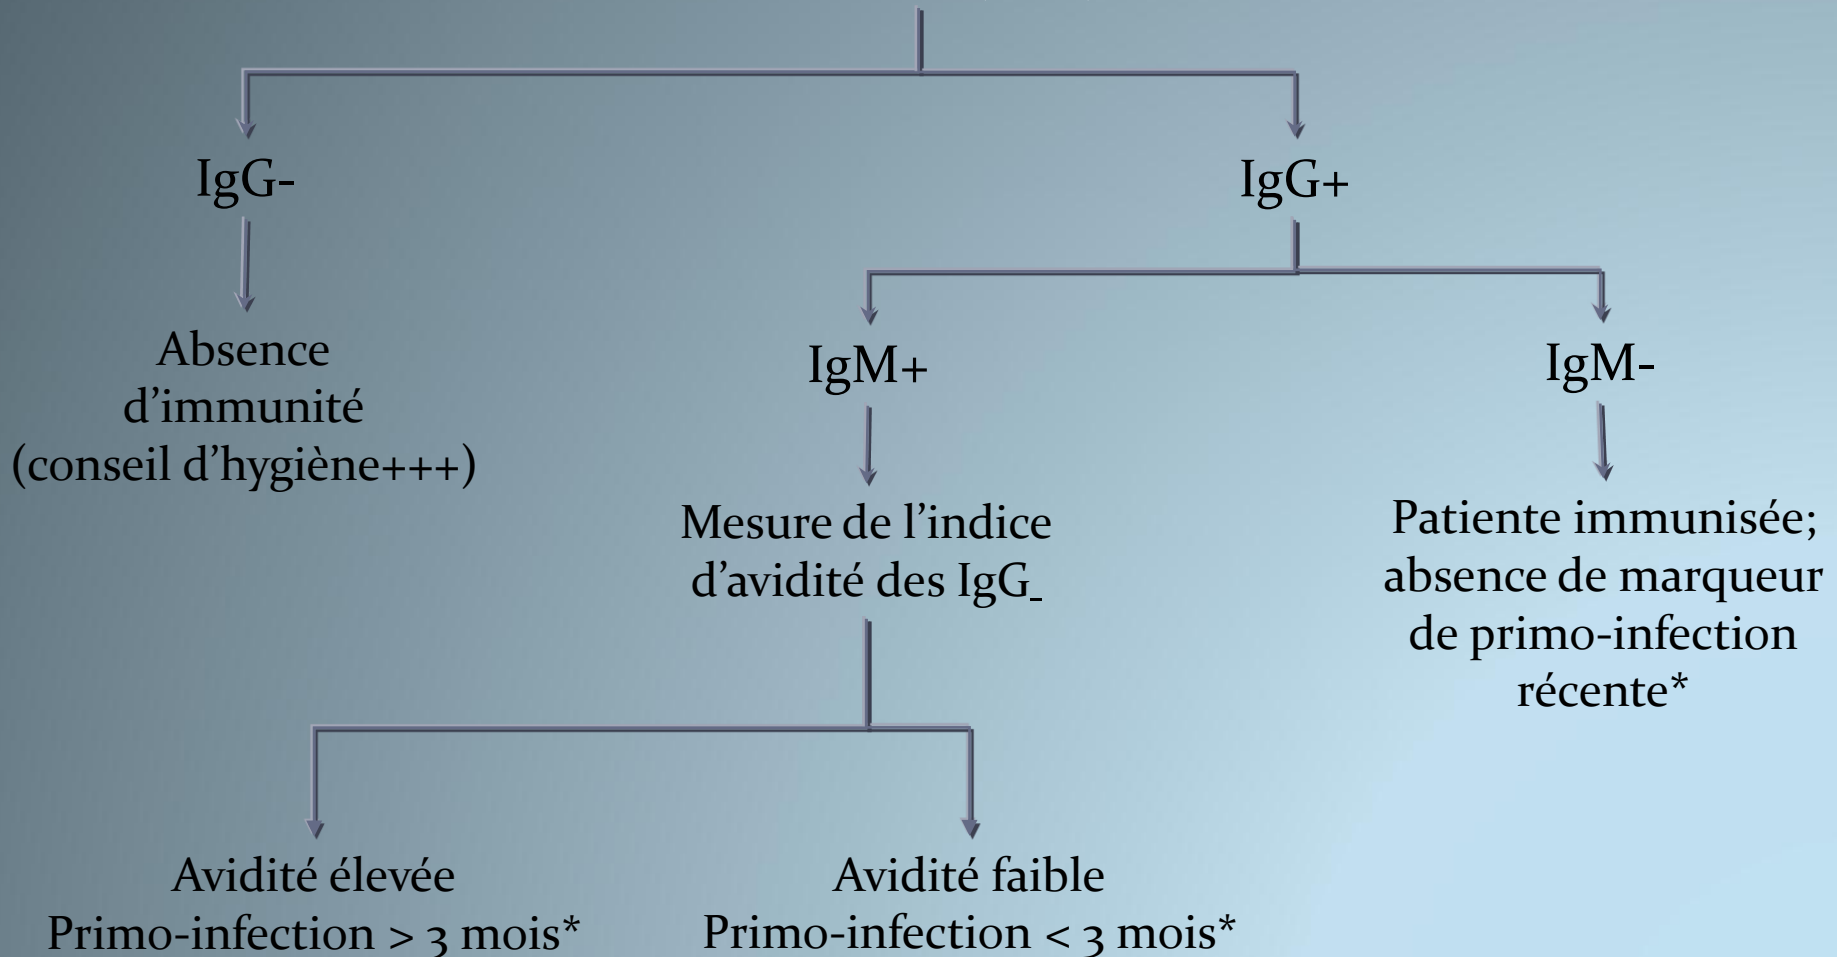 IgG-
IgG+
Absence
d’immunité
(conseil d’hygiène+++)
IgM+
IgM-
Mesure de l’indice
d’avidité des IgG_
Patiente immunisée;
absence de marqueur
de primo-infection
récente*
Avidité élevée
Primo-infection > 3 mois*
Avidité faible
Primo-infection < 3 mois*